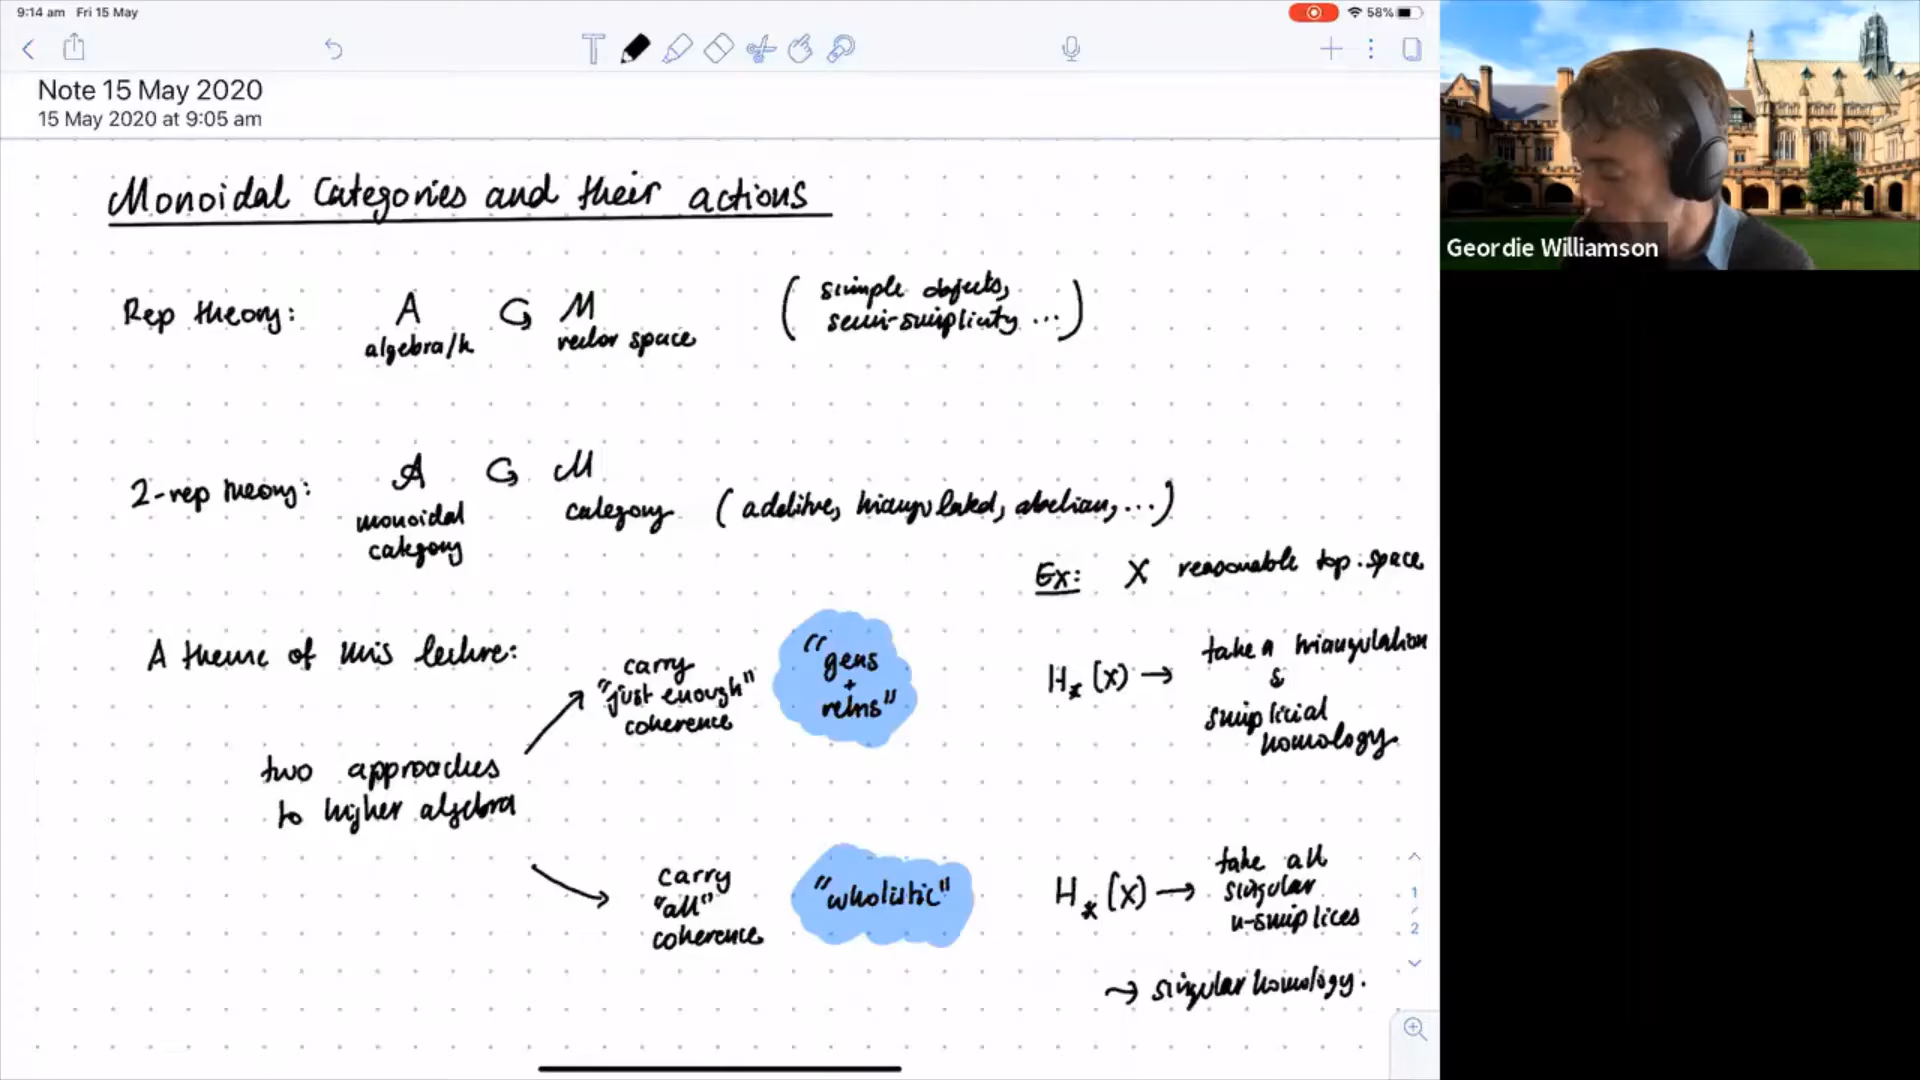 9:14 am Fri 15 May
58%
Note 15 May 2020
15 May 2020 at 9:05 am
Geordie Williamson
Monoidal Categories and their actions
Rep theory: A M (simple objects,
semi-simplicity ...)
algebra/k vector space
2-rep theory: A M
monoidal category (additive, triangulated, abelian, ...)
category
Ex: X reasonable top. space
A theme of this lecture:
carry
"just enough"
coherence
"gens
+
relns"
H_*(X) → take a triangulation
&
simplicial
homology
two approaches
to higher algebra
carry
"all"
coherence
"wholistic"
H_*(X) → take all
singular
n-simplices
⇝ singular homology.
1
/
2